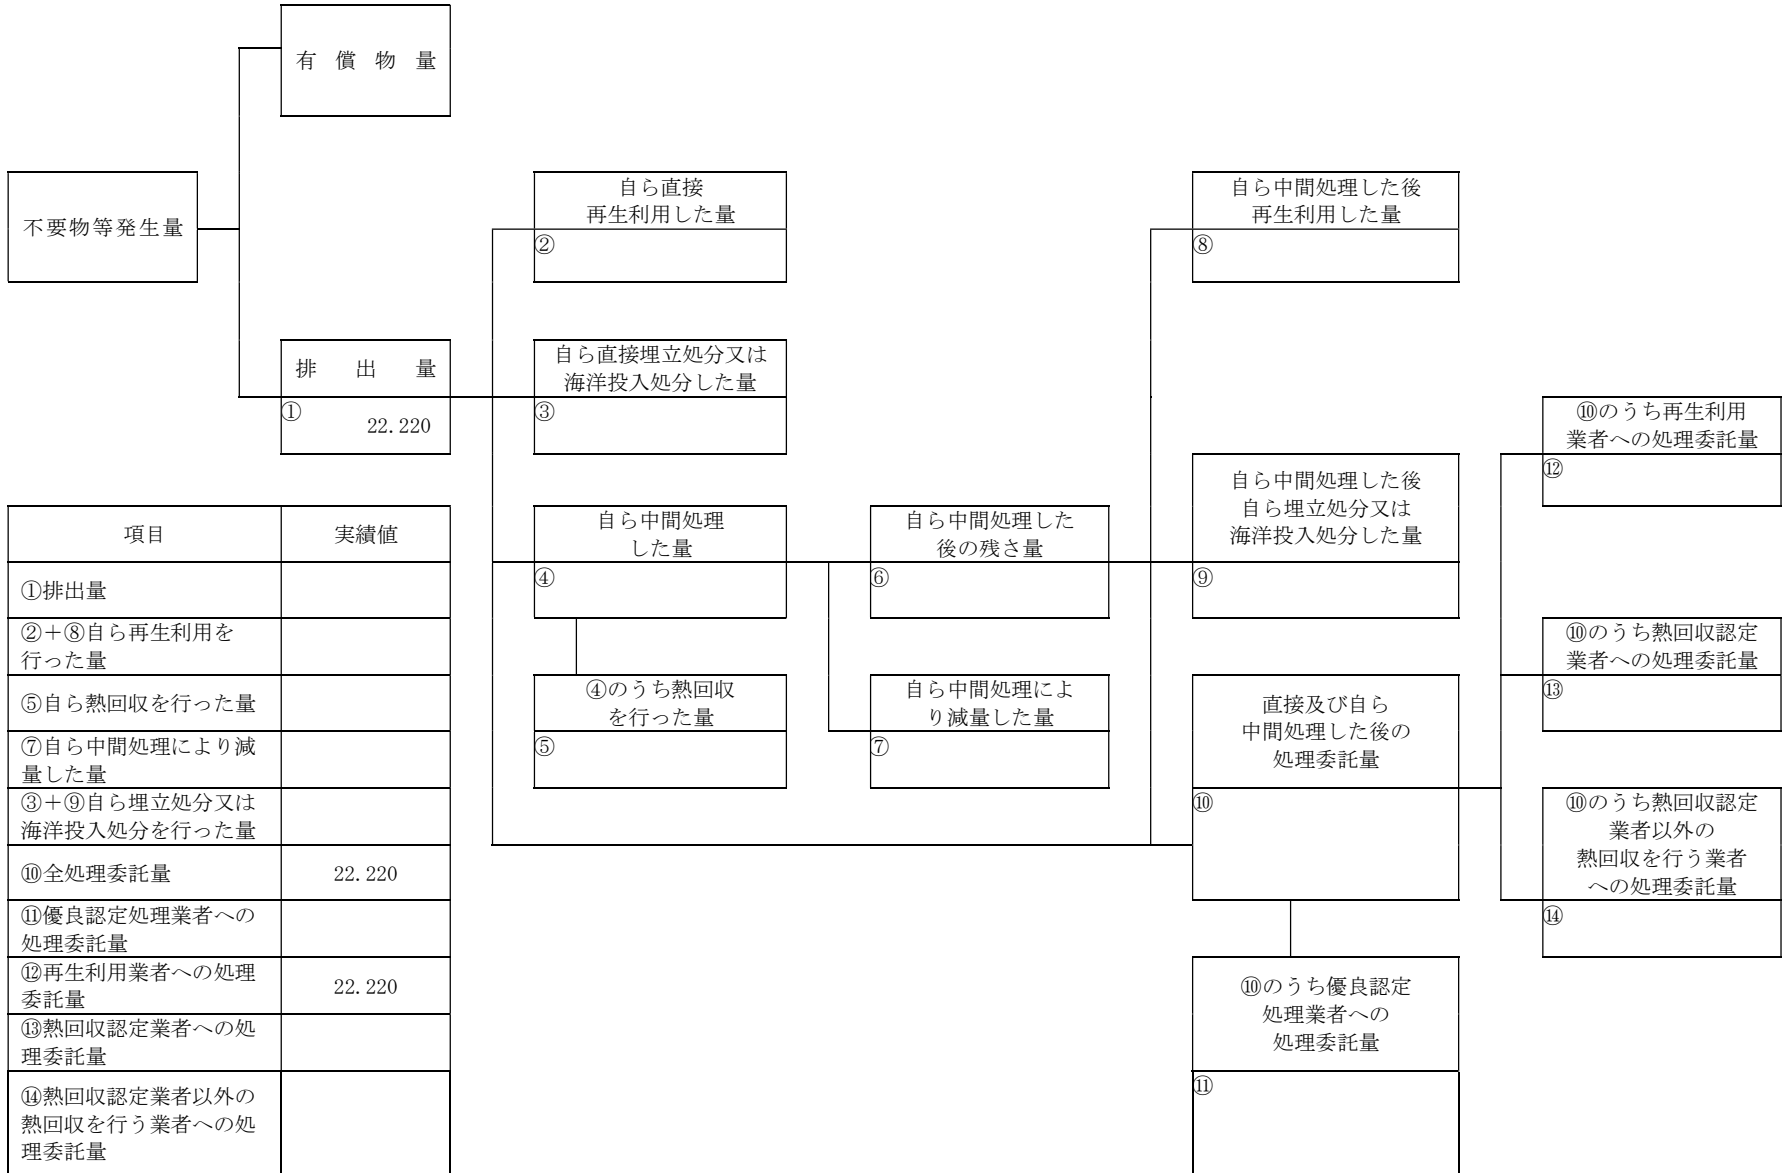 有　償　物　量
不要物等発生量
自ら直接
再生利用した量
②
自ら中間処理した後
再生利用した量
⑧
排　出　量
①
22.220
自ら直接埋立処分又は
海洋投入処分した量
③
⑩のうち再生利用
業者への処理委託量
⑫
自ら中間処理
した量
④
自ら中間処理した
後の残さ量
⑥
自ら中間処理した後
自ら埋立処分又は
海洋投入処分した量
⑨
⑩のうち熱回収認定
業者への処理委託量
⑬
④のうち熱回収
を行った量
⑤
自ら中間処理によ
り減量した量
⑦
直接及び自ら
中間処理した後の
処理委託量
⑩
⑩のうち熱回収認定
業者以外の
熱回収を行う業者
への処理委託量
⑭
⑩のうち優良認定
処理業者への
処理委託量
⑪
項目　実績値
①排出量
②＋⑧自ら再生利用を
行った量
⑤自ら熱回収を行った量
⑦自ら中間処理により減
量した量
③＋⑨自ら埋立処分又は
海洋投入処分を行った量
⑩全処理委託量　22.220
⑪優良認定処理業者への
処理委託量
⑫再生利用業者への処理
委託量　22.220
⑬熱回収認定業者への処
理委託量
⑭熱回収認定業者以外の
熱回収を行う業者への処
理委託量